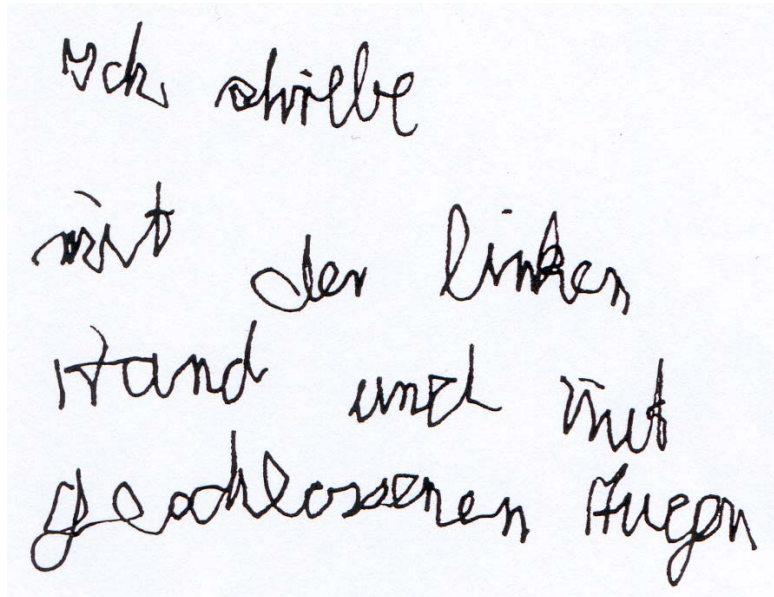 Ich schreibe
mit der linken
Hand und mit
geschlossenen Augen